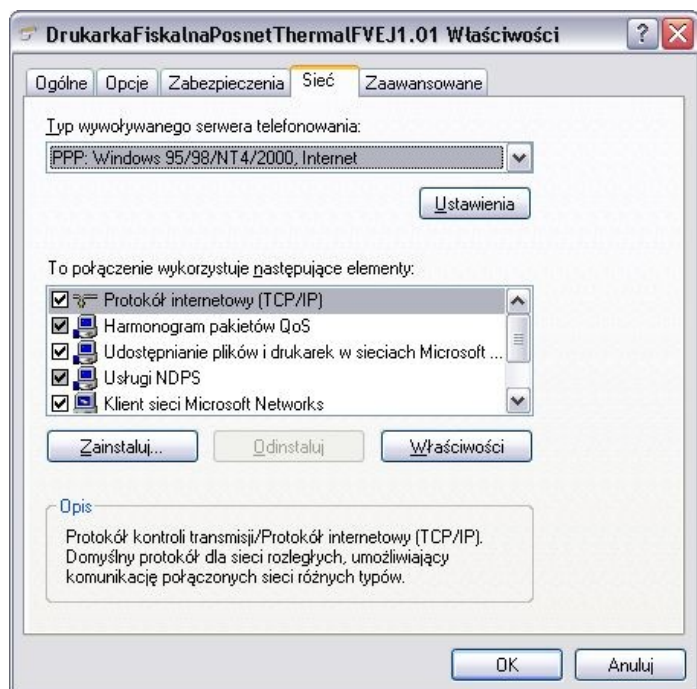 DrukarkaFiskalnaPosnetThermalFVEJ1.01 Właściwości
Ogólne Opcje Zabezpieczenia Sieć Zaawansowane
Typ wywoływanego serwera telefonowania:
PPP: Windows 95/98/NT4/2000, Internet
Ustawienia
To połączenie wykorzystuje następujące elementy:
Protokół internetowy (TCP/IP)
Harmonogram pakietów QoS
Udostępnianie plików i drukarek w sieciach Microsoft ...
Usługi NDPS
Klient sieci Microsoft Networks
Zainstaluj... Odinstaluj Właściwości
Opis
Protokół kontroli transmisji/Protokół internetowy (TCP/IP).
Domyślny protokół dla sieci rozległych, umożliwiający
komunikację połączonych sieci różnych typów.
OK Anuluj